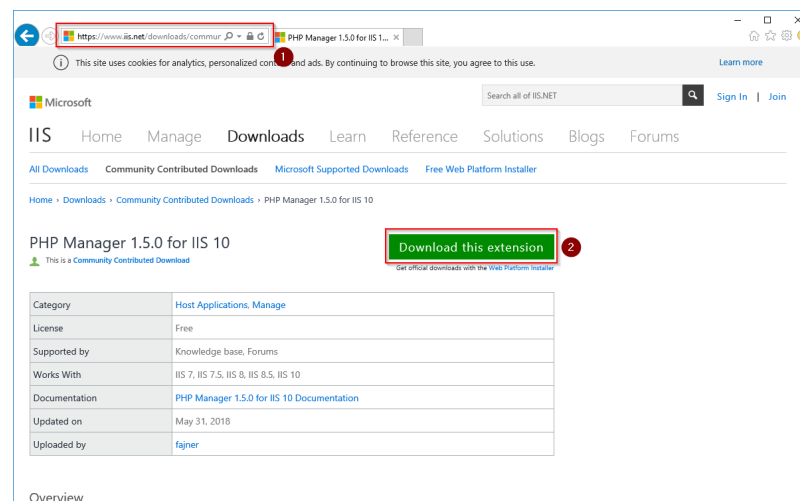 https://www.iis.net/downloads/commur
PHP Manager 1.5.0 for IIS 1...
1
This site uses cookies for analytics, personalized and ads. By continuing to browse this site, you agree to this use.
Learn more
Microsoft
Search all of IIS.NET
Sign In | Join
IIS Home Manage Downloads Learn Reference Solutions Blogs Forums
All Downloads Community Contributed Downloads Microsoft Supported Downloads Free Web Platform Installer
Home › Downloads › Community Contributed Downloads › PHP Manager 1.5.0 for IIS 10
PHP Manager 1.5.0 for IIS 10
Download this extension
2
This is a Community Contributed Download
Get official downloads with the Web Platform Installer
Category Host Applications, Manage
License Free
Supported by Knowledge base, Forums
Works With IIS 7, IIS 7.5, IIS 8, IIS 8.5, IIS 10
Documentation PHP Manager 1.5.0 for IIS 10 Documentation
Updated on May 31, 2018
Uploaded by fajner
Overview